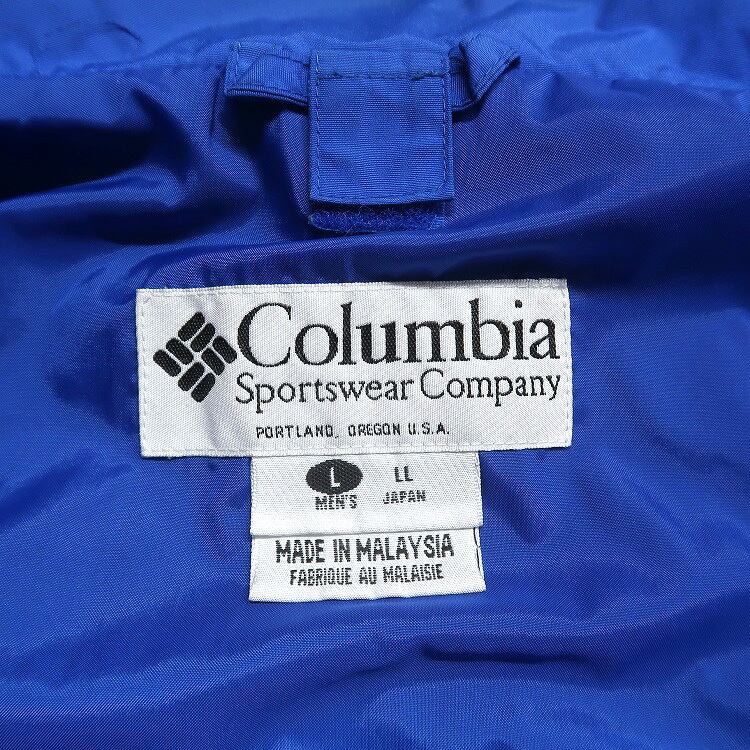 Columbia
Sportswear Company
PORTLAND, OREGON U.S.A.
L LL
MEN'S JAPAN
MADE IN MALAYSIA
FABRIQUE AU MALAISIE